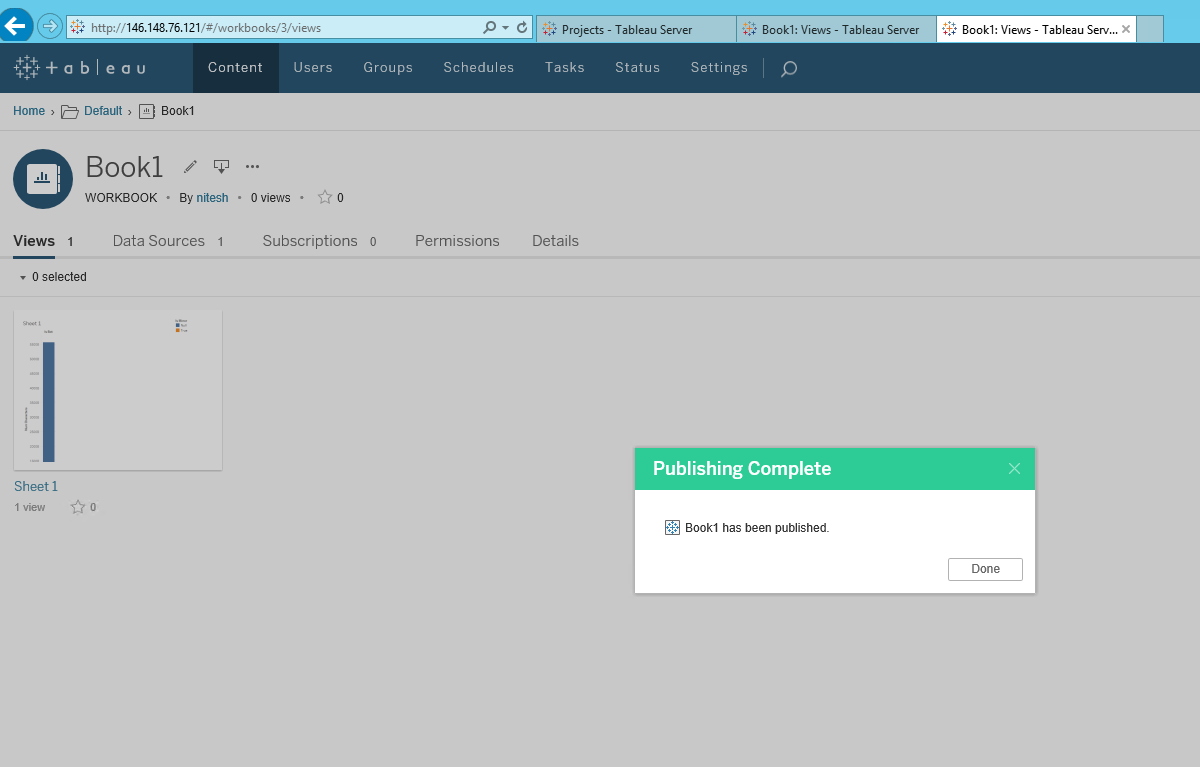 http://146.148.76.121/#/workbooks/3/views
Projects - Tableau Server
Book1: Views - Tableau Server
Book1: Views - Tableau Serv...
+ a b l e a u
Content
Users
Groups
Schedules
Tasks
Status
Settings
Home › Default › Book1
Book1
WORKBOOK • By nitesh • 0 views • 0
Views 1
Data Sources 1
Subscriptions 0
Permissions
Details
0 selected
Sheet 1
Sheet 1
1 view 0
Publishing Complete
Book1 has been published.
Done